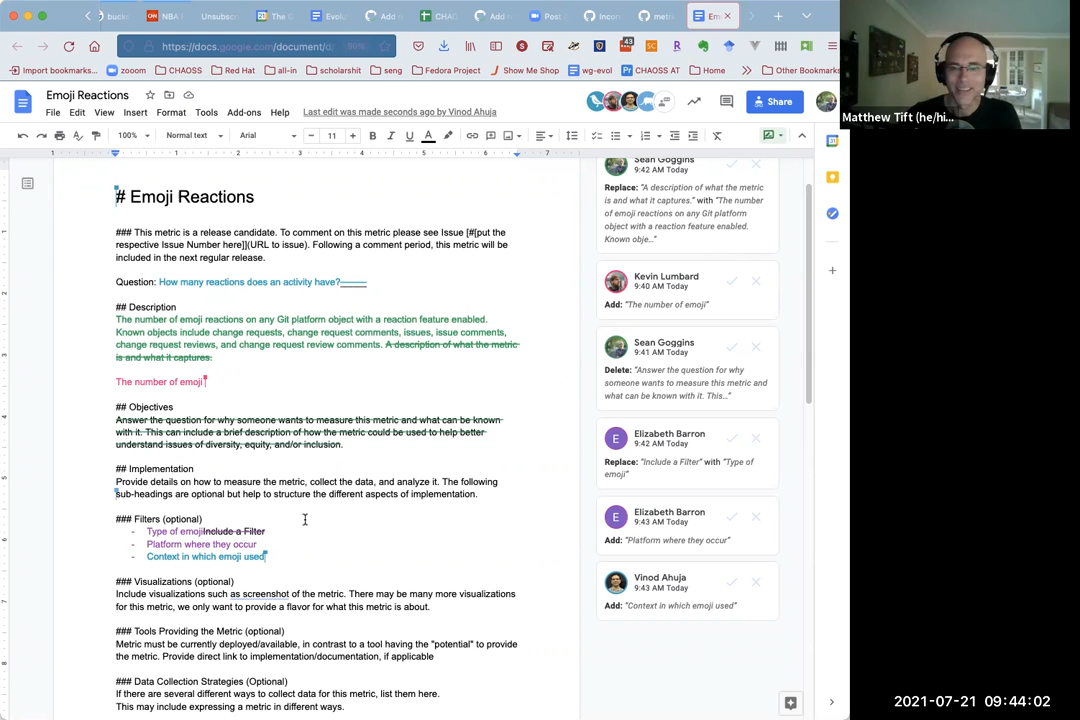 bucks
NBA
Unsubscr
The G
Evolu
Add r
CHAO
Add t
Post
Incon
metri
Emo
https://docs.google.com/document/d/
86%
43
Import bookmarks...
zooom
CHAOSS
Red Hat
all-in
scholarshit
seng
Fedora Project
Show Me Shop
wg-evol
CHAOSS AT
Home
Other Bookmarks
Emoji Reactions
File Edit View Insert Format Tools Add-ons Help
Last edit was made seconds ago by Vinod Ahuja
Share
100%
Normal text
Arial
11
B I U A
1 1 2 3 4 5 6 7
# Emoji Reactions
### This metric is a release candidate. To comment on this metric please see Issue [#[put the
respective Issue Number here]](URL to issue). Following a comment period, this metric will be
included in the next regular release.
Question: How many reactions does an activity have?
## Description
The number of emoji reactions on any Git platform object with a reaction feature enabled.
Known objects include change requests, change request comments, issues, issue comments,
change request reviews, and change request review comments. A description of what the metric
is and what it captures.
The number of emoji
## Objectives
Answer the question for why someone wants to measure this metric and what can be known
with it. This can include a brief description of how the metric could be used to help better
understand issues of diversity, equity, and/or inclusion.
## Implementation
Provide details on how to measure the metric, collect the data, and analyze it. The following
sub-headings are optional but help to structure the different aspects of implementation.
### Filters (optional)
- Type of emojiInclude a Filter
- Platform where they occur
- Context in which emoji used
### Visualizations (optional)
Include visualizations such as screenshot of the metric. There may be many more visualizations
for this metric, we only want to provide a flavor for what this metric is about.
### Tools Providing the Metric (optional)
Metric must be currently deployed/available, in contrast to a tool having the "potential" to provide
the metric. Provide direct link to implementation/documentation, if applicable
### Data Collection Strategies (Optional)
If there are several different ways to collect data for this metric, list them here.
This may include expressing a metric in different ways.
Sean Goggins
9:42 AM Today
Replace: "A description of what the metric
is and what it captures." with "The number
of emoji reactions on any Git platform
object with a reaction feature enabled.
Known obje..."
Kevin Lumbard
9:40 AM Today
Add: "The number of emoji"
Sean Goggins
9:41 AM Today
Delete: "Answer the question for why
someone wants to measure this metric and
what can be known with it. This..."
E
Elizabeth Barron
9:42 AM Today
Replace: "Include a Filter" with "Type of
emoji"
E
Elizabeth Barron
9:43 AM Today
Add: "Platform where they occur"
Vinod Ahuja
9:43 AM Today
Add: "Context in which emoji used"
Matthew Tift (he/hi...
2021-07-21 09:44:02